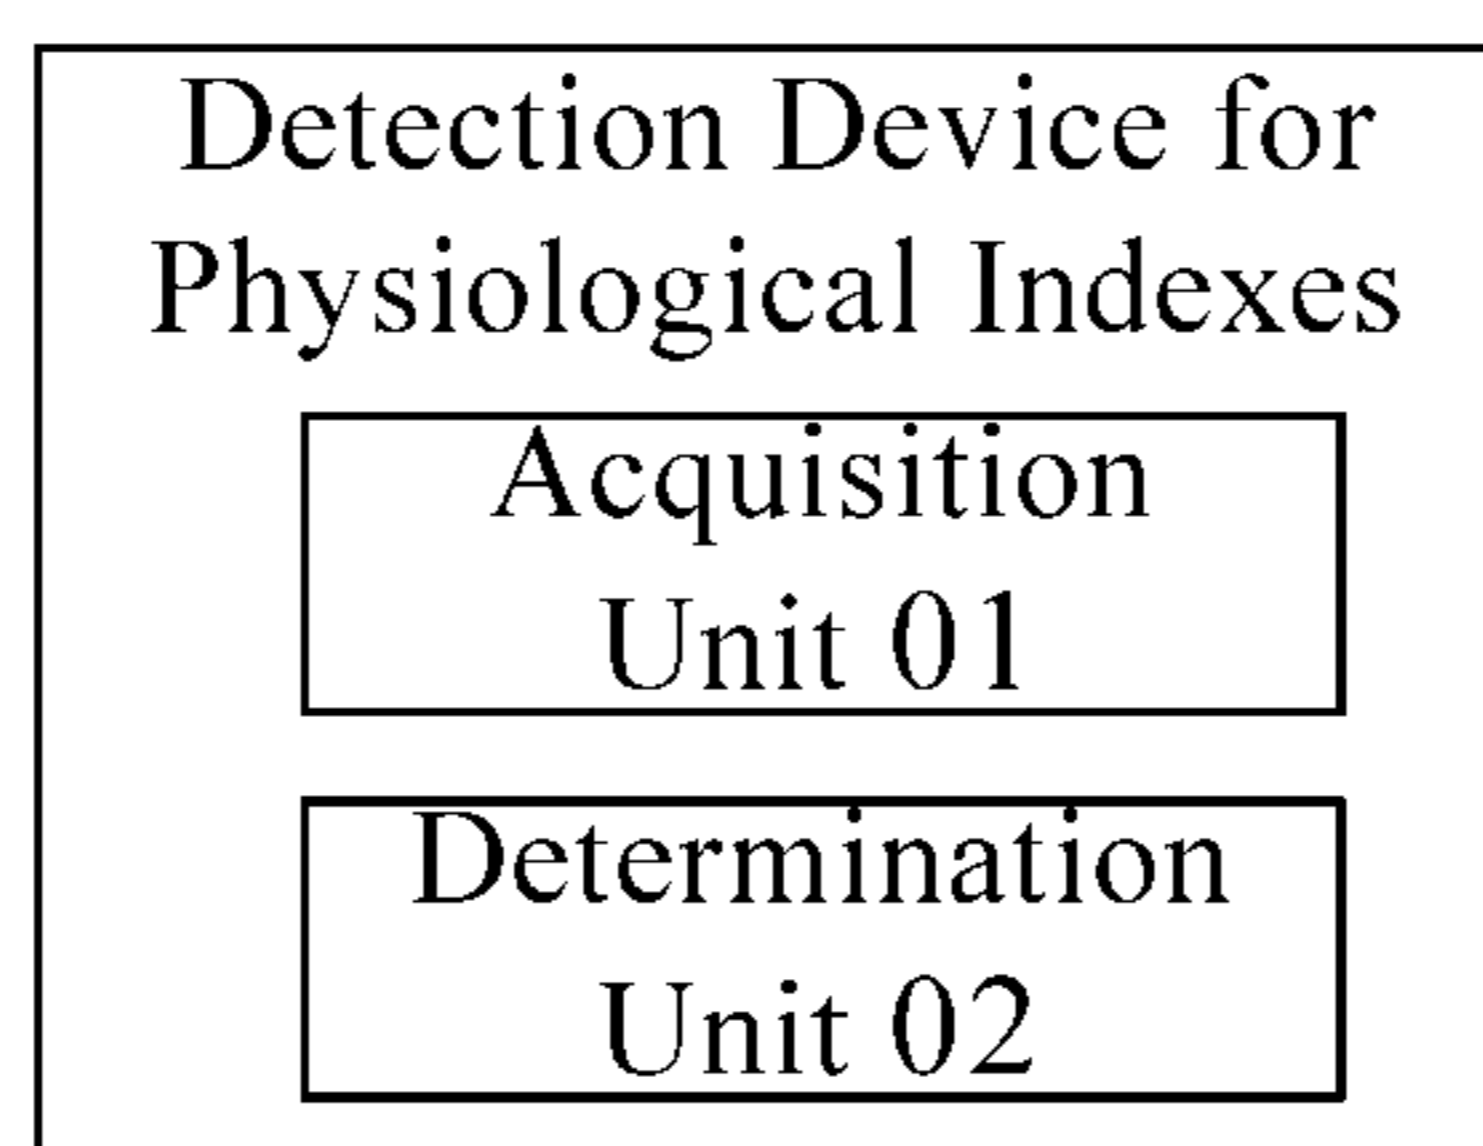 Detection Device for
Physiological Indexes
Acquisition
Unit 01
Determination
Unit 02